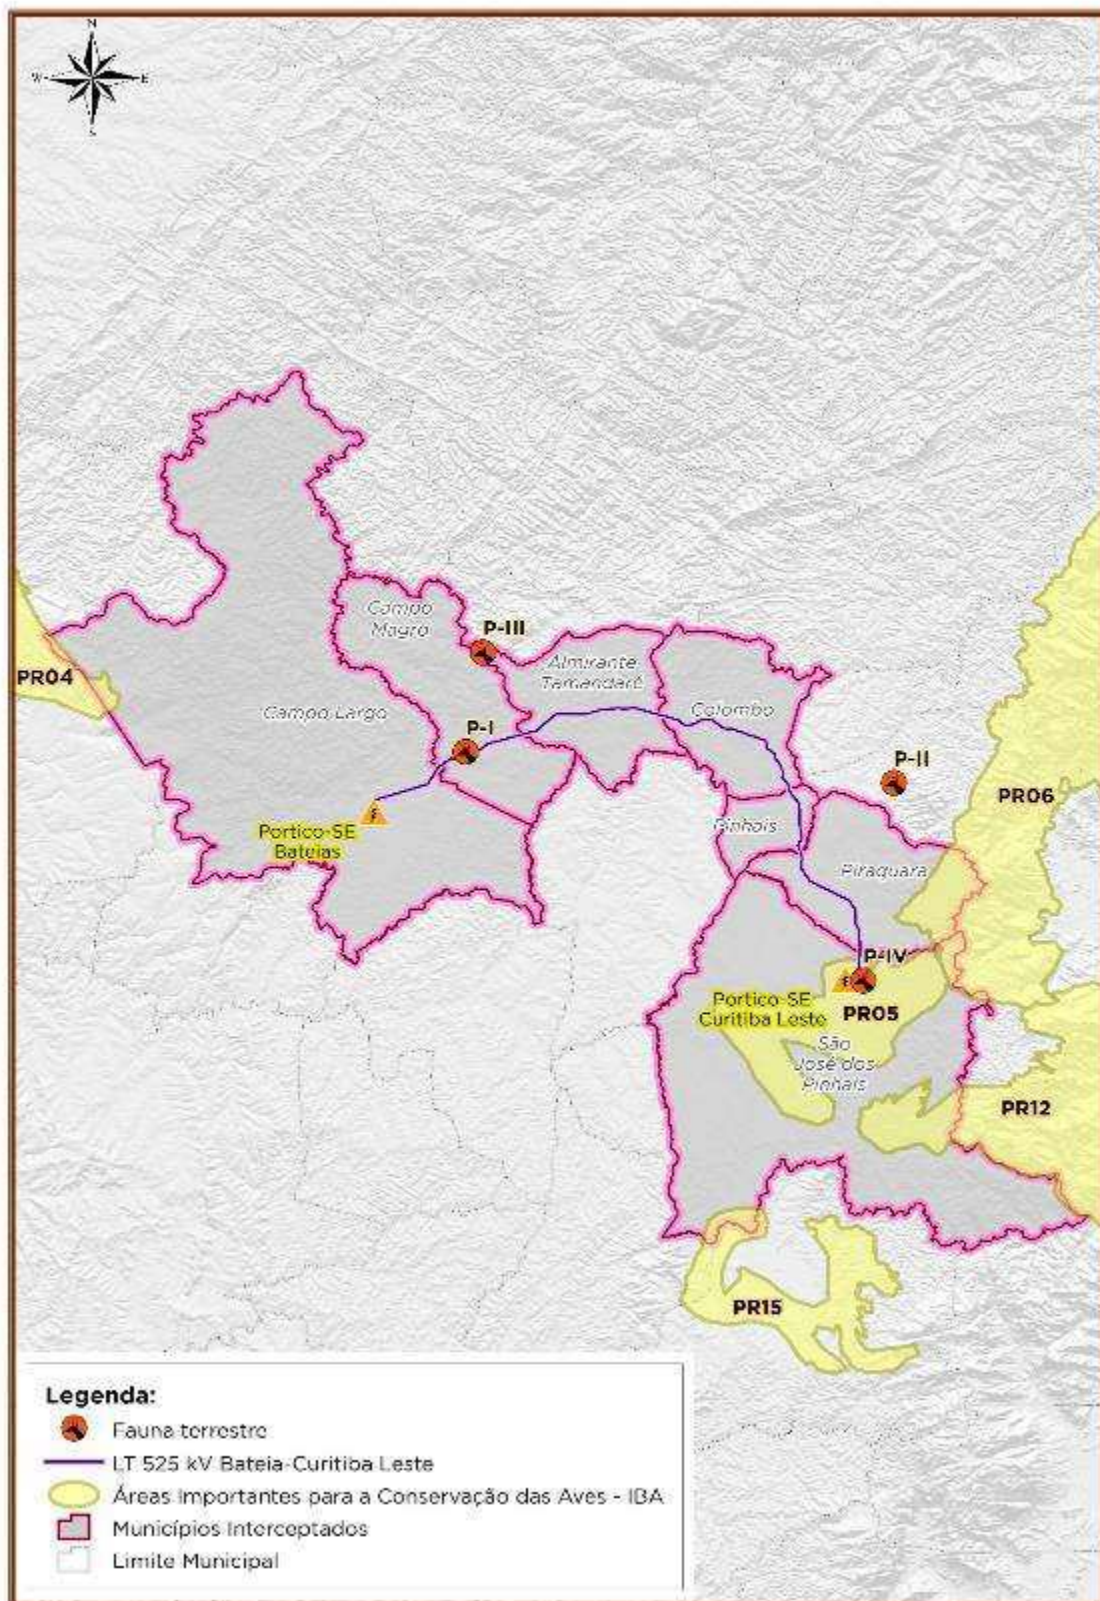 N
W
E
S
Campo
Magro
P-III
Almirante
Tamandaré
PR04
Campo Largo
Colombo
P-I
P-II
PR06
Portico-SE
Bateias
Pinhais
Piraquara
P-IV
Portico-SE
Curitiba Leste
PR05
São
José dos
Pinhais
PR12
PR15
Legenda:
Fauna terrestre
LT 525 kV Bateia-Curitiba Leste
Áreas Importantes para a Conservação das Aves - IBA
Municípios Interceptados
Limite Municipal